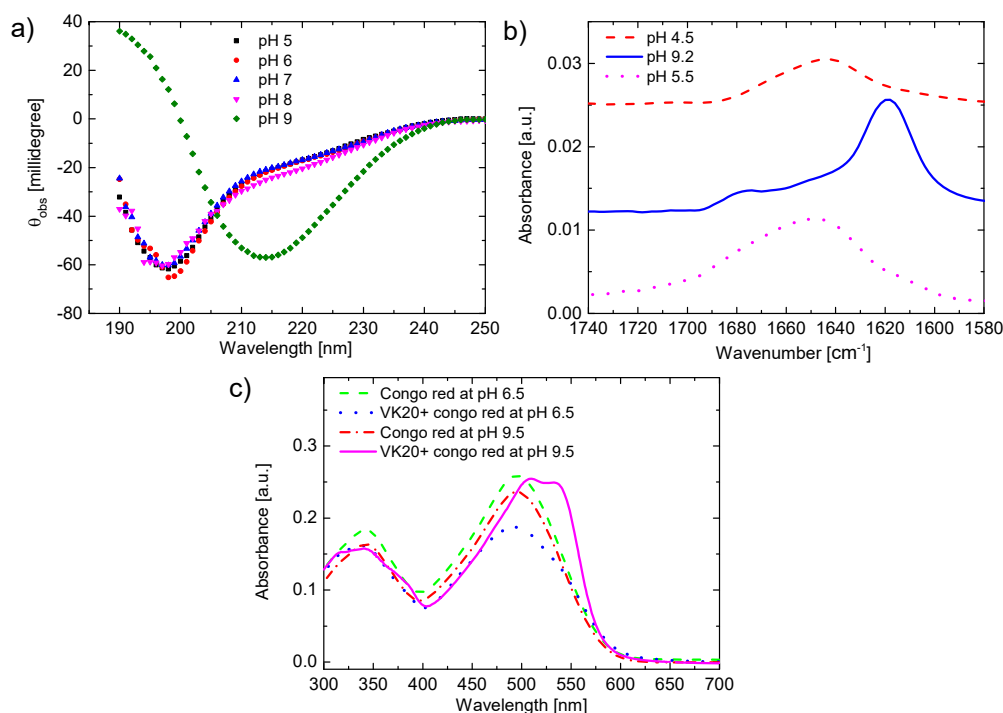 a)
pH 5
pH 6
pH 7
pH 8
pH 9
θobs [millidegree]
40
20
0
-20
-40
-60
-80
190 200 210 220 230 240 250
Wavelength [nm]
b)
pH 4.5
pH 9.2
pH 5.5
Absorbance [a.u.]
0.03
0.02
0.01
0.00
1740 1720 1700 1680 1660 1640 1620 1600 1580
Wavenumber [cm-1]
c)
Congo red at pH 6.5
VK20+ congo red at pH 6.5
Congo red at pH 9.5
VK20+ congo red at pH 9.5
Absorbance [a.u.]
0.3
0.2
0.1
0.0
300 350 400 450 500 550 600 650 700
Wavelength [nm]